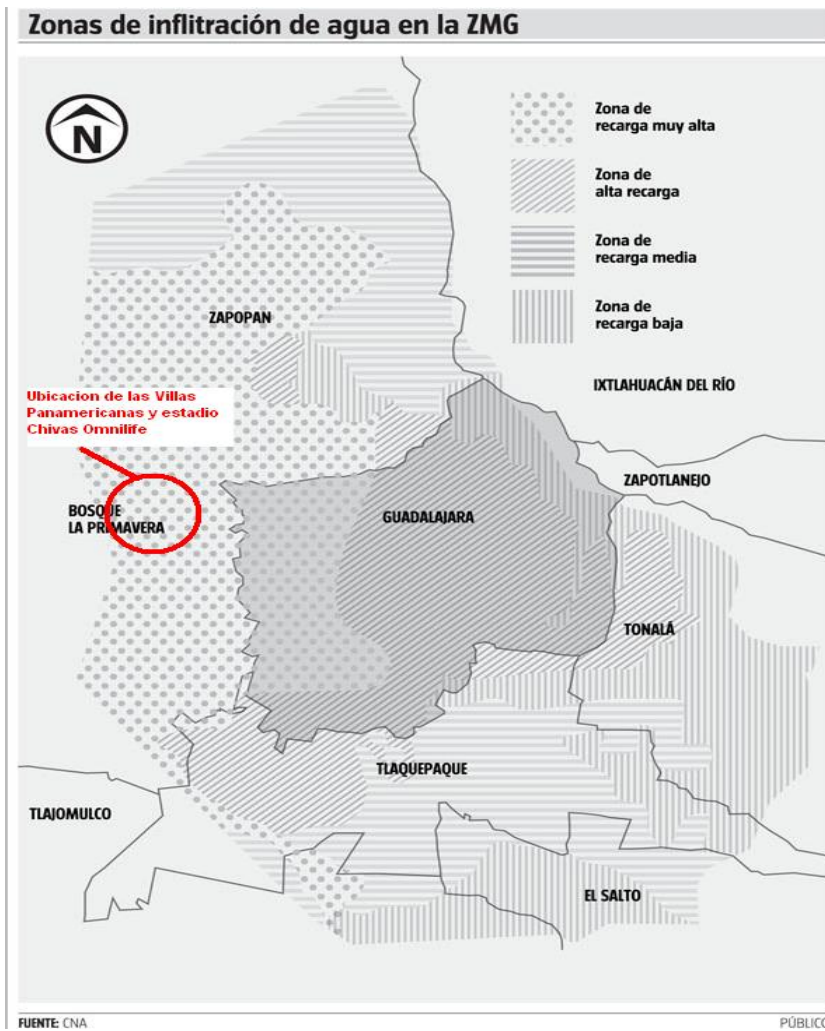 Zonas de inflitración de agua en la ZMG
N
Zona de
recarga muy alta
Zona de
alta recarga
Zona de
recarga media
Zona de
recarga baja
ZAPOPAN
IXTLAHUACÁN DEL RÍO
Ubicacion de las Villas
Panamericanas y estadio
Chivas Omnilife
ZAPOTLANEJO
BOSQUE
LA PRIMAVERA
GUADALAJARA
TONALÁ
TLAQUEPAQUE
TLAJOMULCO
EL SALTO
FUENTE: CNA
PÚBLICO